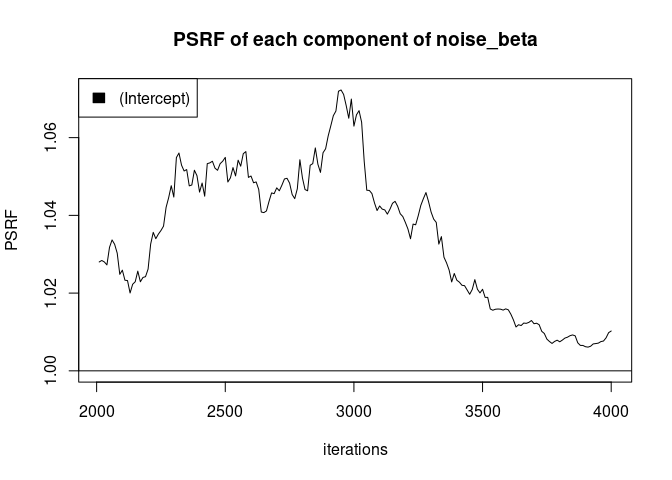 PSRF of each component of noise_beta
(Intercept)
PSRF
1.06
1.04
1.02
1.00
2000 2500 3000 3500 4000
iterations